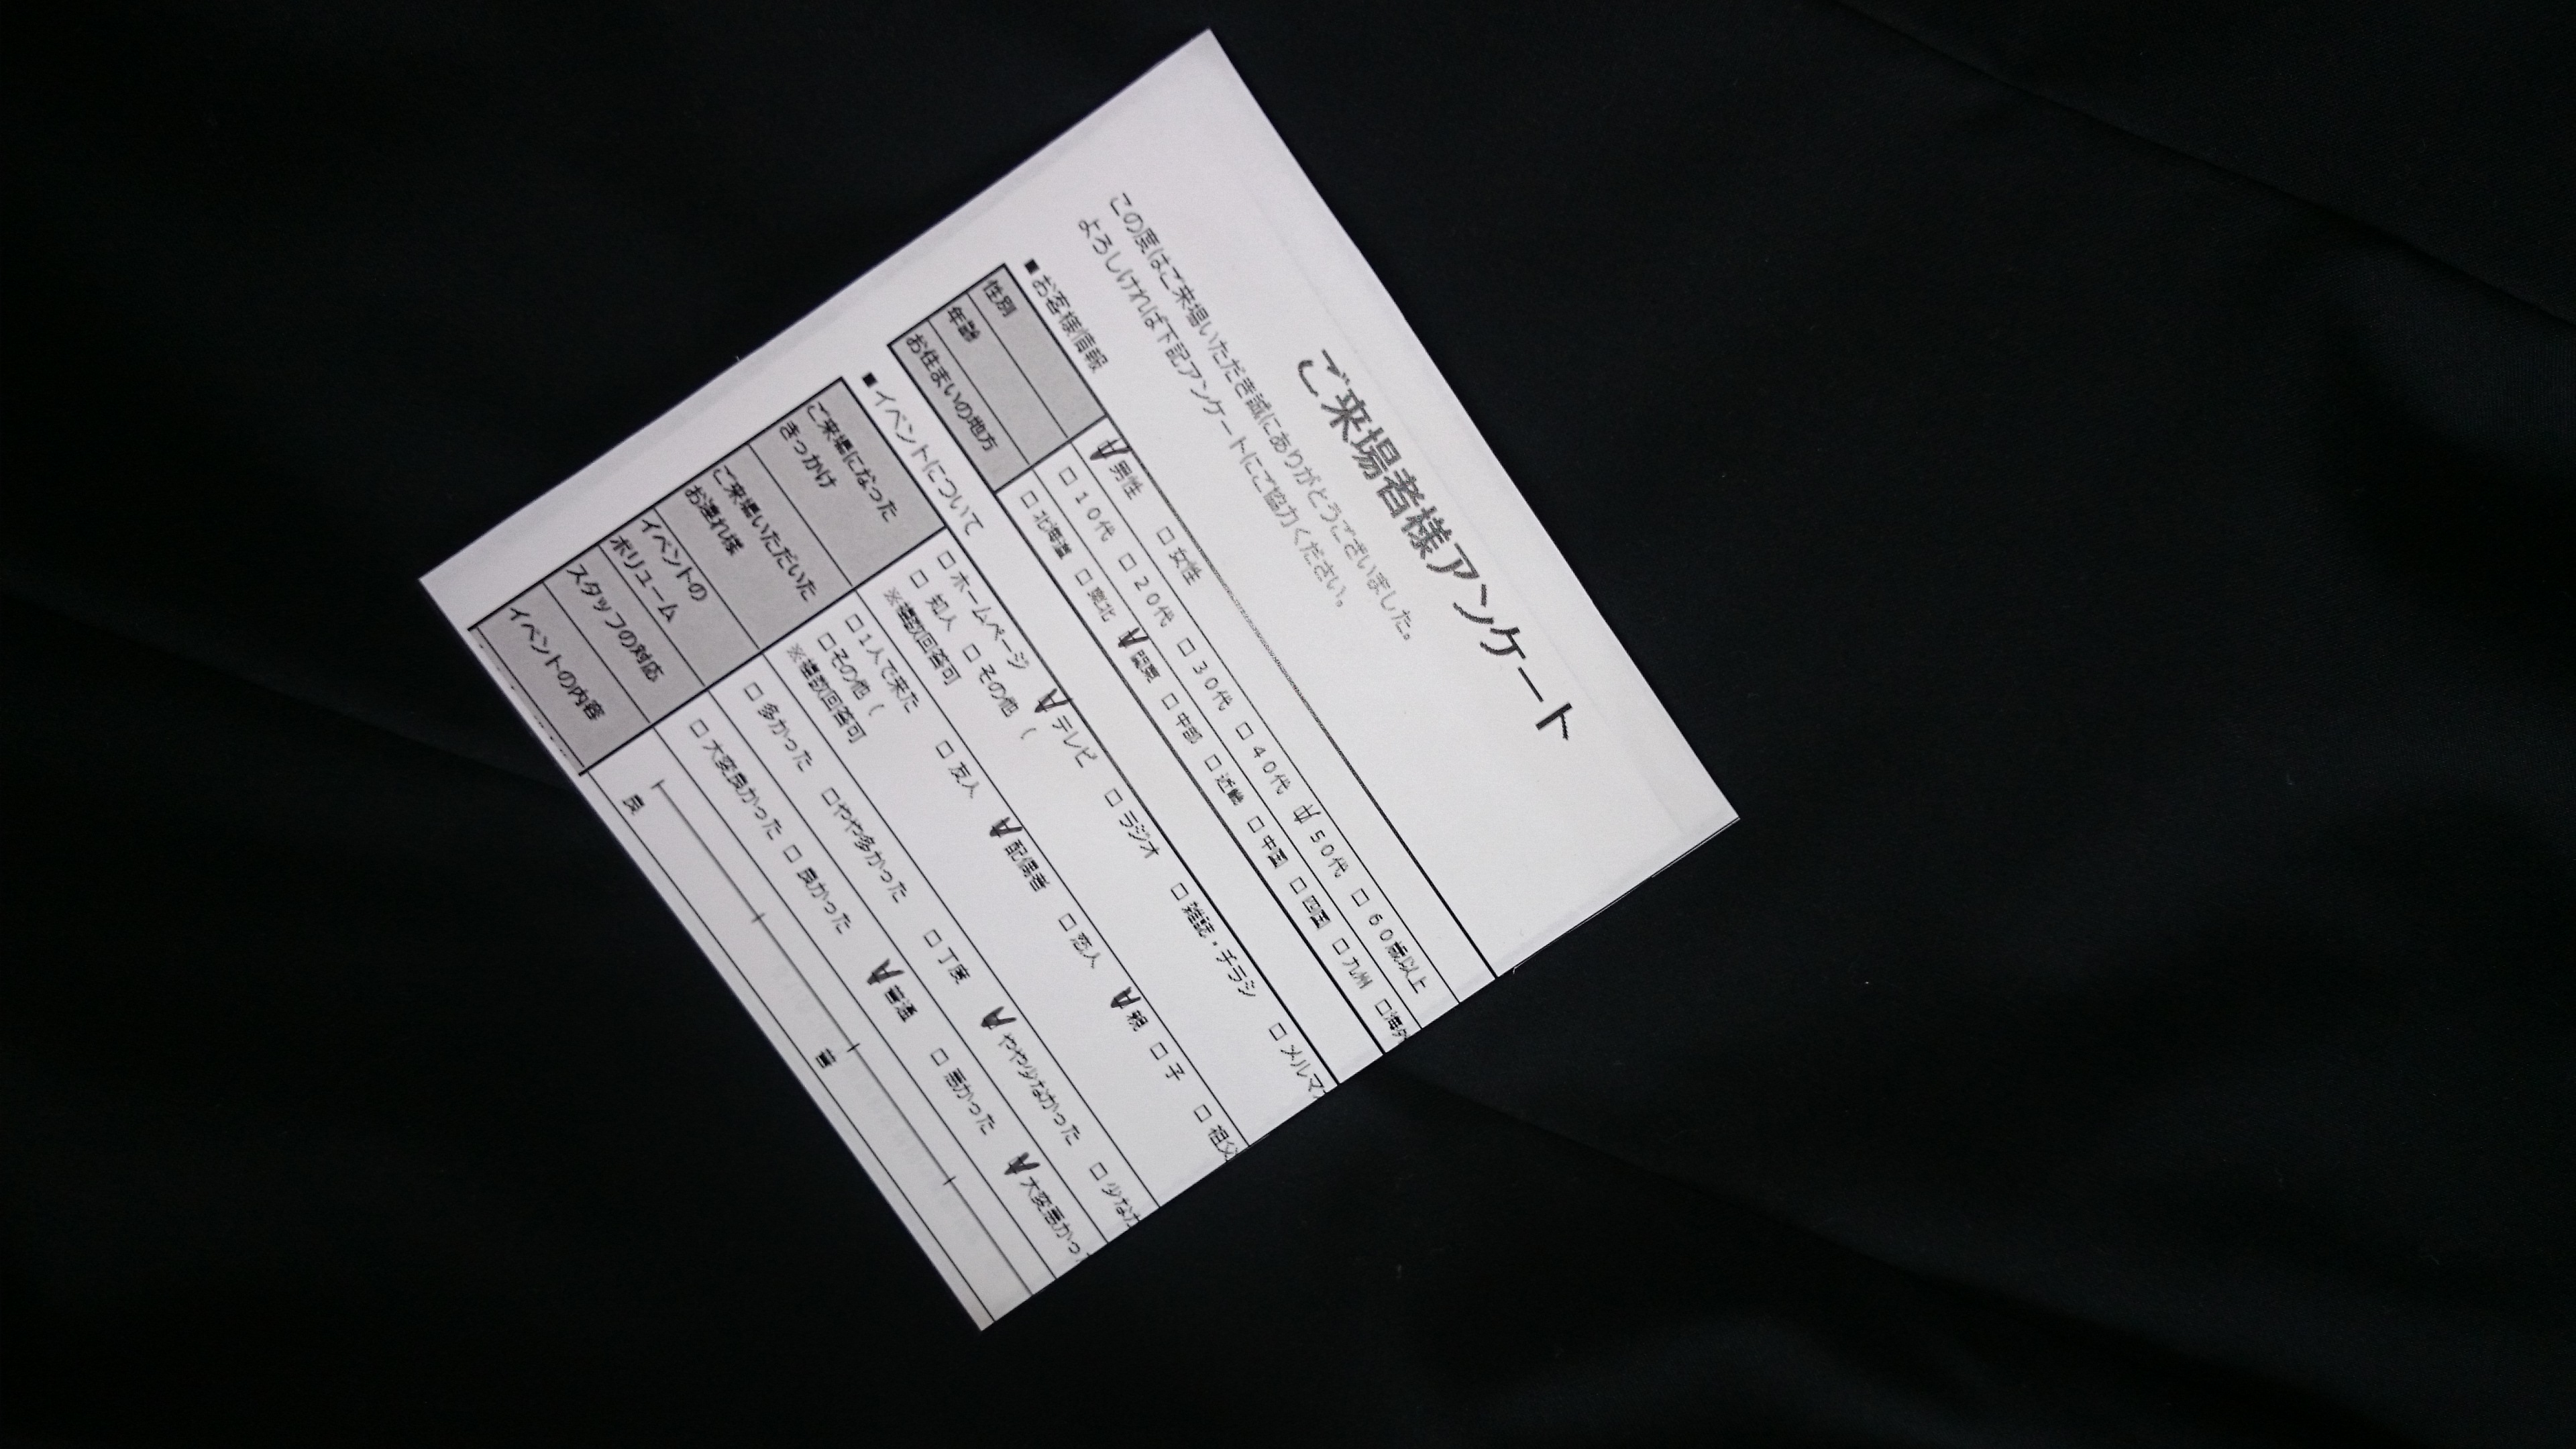 ご来場者様アンケート
この度はご来場いただき誠にありがとうございました。
よろしければ下記アンケートにご協力ください。
■お客様情報
性別 ☑ 男性 □ 女性
年齢 □ 10代 □ 20代 □ 30代 □ 40代 ☑ 50代 □ 60歳以上
お住まいの地方 □ 北海道 □ 東北 ☑ 関東 □ 中部 □ 近畿 □ 中国 □ 四国 □ 九州 □ 海外
■イベントについて
ご来場になった
きっかけ
□ ホームページ ☑ テレビ □ ラジオ □ 雑誌・チラシ □ メルマ
□ 知人 □ その他 (
※複数回答可
ご来場いただいた
お連れ様
□ 1人で来た □ 友人 ☑ 配偶者 □ 恋人 ☑ 親 □ 子 □ 祖父
□ その他 (
※複数回答可
イベントの
ボリューム
□ 多かった □ やや多かった □ 丁度 ☑ やや少なかった □ 少なか
スタッフの対応 □ 大変良かった □ 良かった ☑ 普通 □ 悪かった ☑ 大変悪かっ
イベントの内容
良